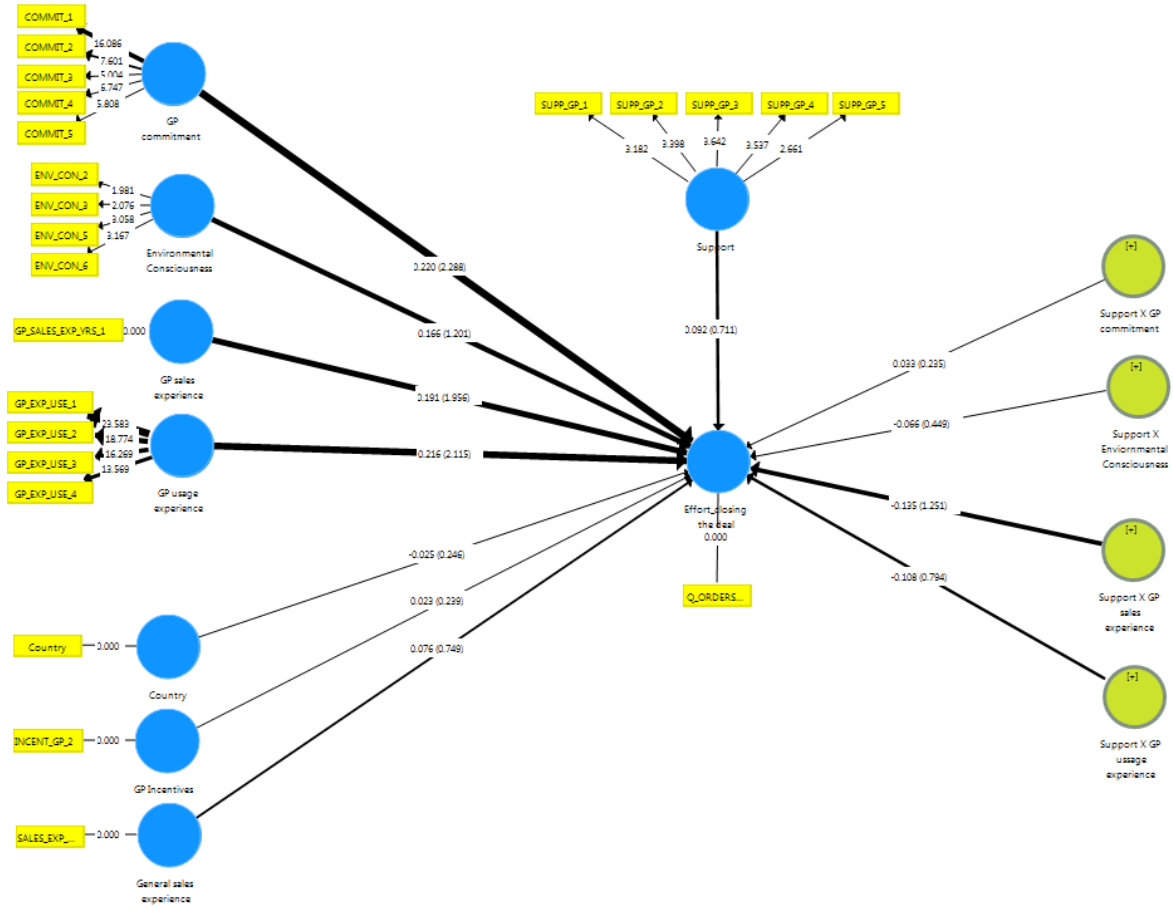 COMMIT_1
COMMIT_2
COMMIT_3
COMMIT_4
COMMIT_5
16.086
7.601
5.004
6.747
5.808
GP
commitment
ENV_CON_2
ENV_CON_3
ENV_CON_5
ENV_CON_6
1.981
2.076
3.058
3.167
Environmental
Consciousness
GP_SALES_EXP_YRS_1
0.000
GP sales
experience
GP_EXP_USE_1
GP_EXP_USE_2
GP_EXP_USE_3
GP_EXP_USE_4
23.583
18.774
16.269
13.569
GP usage
experience
Country
0.000
Country
INCENT_GP_2
0.000
GP Incentives
SALES_EXP_...
0.000
General sales
experience
0.220 (2.288)
0.166 (1.201)
0.191 (1.956)
0.216 (2.115)
-0.025 (0.246)
0.023 (0.239)
0.076 (0.749)
SUPP_GP_1
SUPP_GP_2
SUPP_GP_3
SUPP_GP_4
SUPP_GP_5
3.182
3.398
3.642
3.537
2.661
Support
0.092 (0.711)
Effort_closing
the deal
0.000
Q_ORDERS...
0.033 (0.235)
-0.066 (0.449)
-0.135 (1.251)
-0.108 (0.794)
[+]
Support X GP
commitment
[+]
Support X
Enviornmental
Consciousness
[+]
Support X GP
sales
experience
[+]
Support X GP
ussage
experience